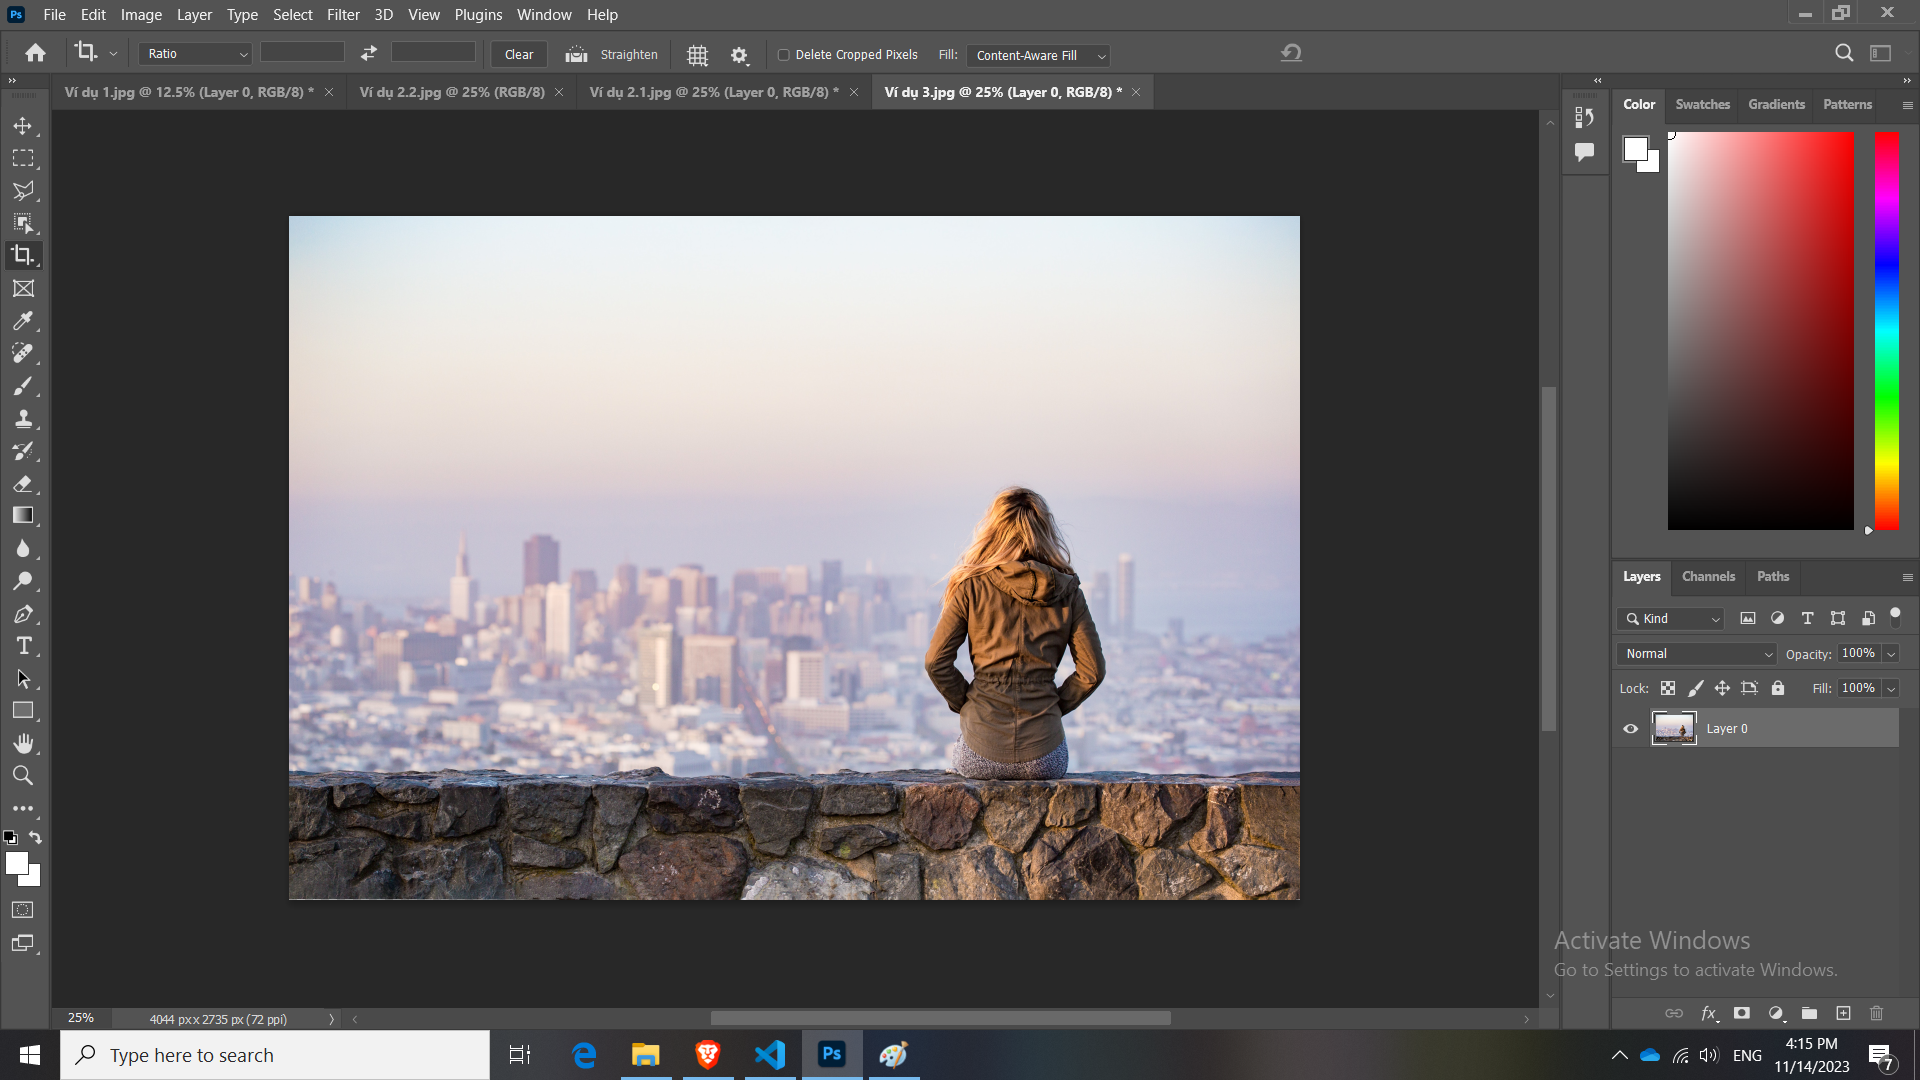 Ps File Edit Image Layer Type Select Filter 3D View Plugins Window Help
Ratio Clear Straighten Delete Cropped Pixels Fill: Content-Aware Fill
Ví dụ 1.jpg @ 12.5% (Layer 0, RGB/8) * Ví dụ 2.2.jpg @ 25% (RGB/8) Ví dụ 2.1.jpg @ 25% (Layer 0, RGB/8) * Ví dụ 3.jpg @ 25% (Layer 0, RGB/8) *
Color Swatches Gradients Patterns
Layers Channels Paths
Kind
Normal Opacity: 100%
Lock: Fill: 100%
Layer 0
Activate Windows
Go to Settings to activate Windows.
25% 4044 px x 2735 px (72 ppi)
fx
Type here to search
Ps
ENG
4:15 PM
11/14/2023
7